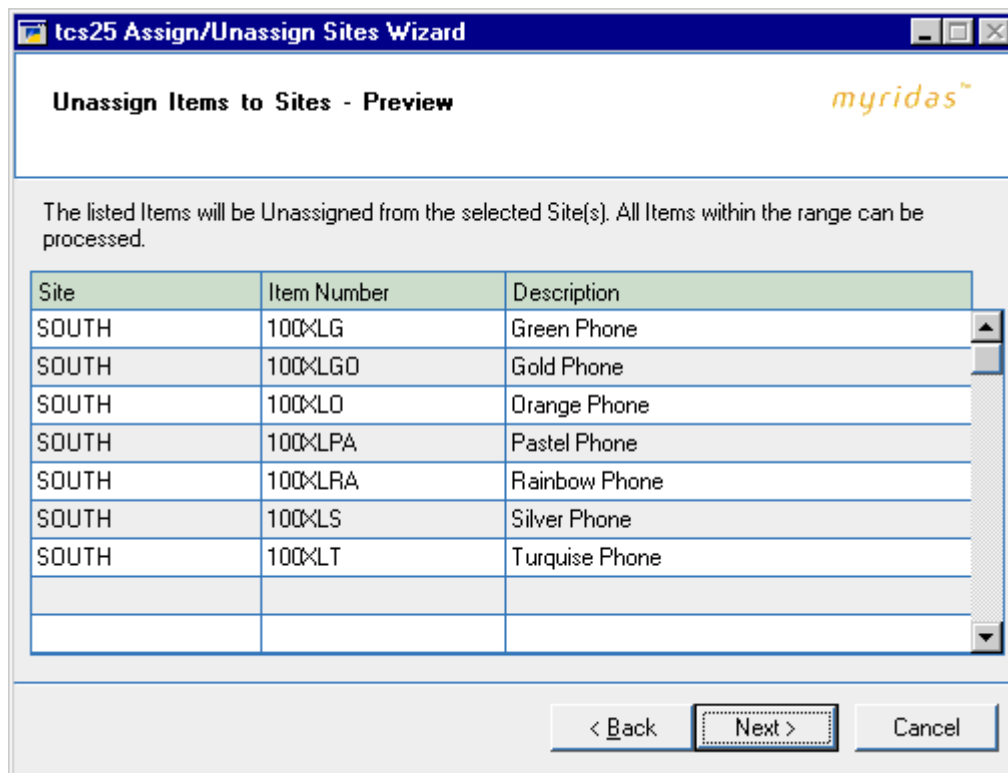 tcs25 Assign/Unassign Sites Wizard
Unassign Items to Sites - Preview
myridas™
The listed Items will be Unassigned from the selected Site(s). All Items within the range can be
processed.
Site Item Number Description
SOUTH 100XLG Green Phone
SOUTH 100XLGO Gold Phone
SOUTH 100XLO Orange Phone
SOUTH 100XLPA Pastel Phone
SOUTH 100XLRA Rainbow Phone
SOUTH 100XLS Silver Phone
SOUTH 100XLT Turquise Phone
< Back Next > Cancel